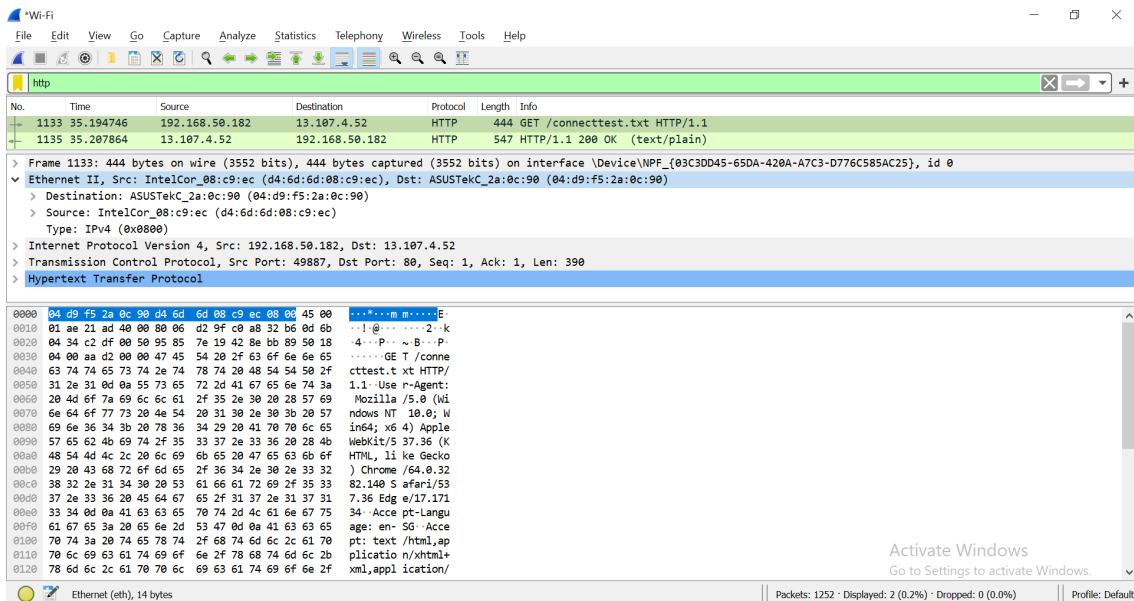 *Wi-Fi
File Edit View Go Capture Analyze Statistics Telephony Wireless Tools Help
http
No. Time Source Destination Protocol Length Info
1133 35.194746 192.168.50.182 13.107.4.52 HTTP 444 GET /connecttest.txt HTTP/1.1
1135 35.207864 13.107.4.52 192.168.50.182 HTTP 547 HTTP/1.1 200 OK (text/plain)
Frame 1133: 444 bytes on wire (3552 bits), 444 bytes captured (3552 bits) on interface \Device\NPF_{03C3DD45-65DA-420A-A7C3-D776C585AC25}, id 0
Ethernet II, Src: IntelCor_08:c9:ec (d4:6d:6d:08:c9:ec), Dst: ASUSTekC_2a:0c:90 (04:d9:f5:2a:0c:90)
Destination: ASUSTekC_2a:0c:90 (04:d9:f5:2a:0c:90)
Source: IntelCor_08:c9:ec (d4:6d:6d:08:c9:ec)
Type: IPv4 (0x0800)
Internet Protocol Version 4, Src: 192.168.50.182, Dst: 13.107.4.52
Transmission Control Protocol, Src Port: 49887, Dst Port: 80, Seq: 1, Ack: 1, Len: 390
Hypertext Transfer Protocol
0000 04 d9 f5 2a 0c 90 d4 6d 6d 08 c9 ec 08 00 45 00 ···*···m m·····E·
0010 01 ae 21 ad 40 00 80 06 d2 9f c0 a8 32 b6 0d 6b ··!·@··· ····2··k
0020 04 34 c2 df 00 50 95 85 7e 19 42 8e bb 89 50 18 ·4···P·· ~·B···P·
0030 04 00 aa d2 00 00 47 45 54 20 2f 63 6f 6e 6e 65 ······GE T /conne
0040 63 74 74 65 73 74 2e 74 78 74 20 48 54 54 50 2f cttest.t xt HTTP/
0050 31 2e 31 0d 0a 55 73 65 72 2d 41 67 65 6e 74 3a 1.1··Use r-Agent:
0060 20 4d 6f 7a 69 6c 6c 61 2f 35 2e 30 20 28 57 69 Mozilla /5.0 (Wi
0070 6e 64 6f 77 73 20 4e 54 20 31 30 2e 30 3b 20 57 ndows NT 10.0; W
0080 69 6e 36 34 3b 20 78 36 34 29 20 41 70 70 6c 65 in64; x6 4) Apple
0090 57 65 62 4b 69 74 2f 35 33 37 2e 33 36 20 28 4b WebKit/5 37.36 (K
00a0 48 54 4d 4c 2c 20 6c 69 6b 65 20 47 65 63 6b 6f HTML, li ke Gecko
00b0 29 20 43 68 72 6f 6d 65 2f 36 34 2e 30 2e 33 32 ) Chrome /64.0.32
00c0 38 32 2e 31 34 30 20 53 61 66 61 72 69 2f 35 33 82.140 S afari/53
00d0 37 2e 33 36 20 45 64 67 65 2f 31 37 2e 31 37 31 7.36 Edg e/17.171
00e0 33 34 0d 0a 41 63 63 65 70 74 2d 4c 61 6e 67 75 34··Acce pt-Langu
00f0 61 67 65 3a 20 65 6e 2d 53 47 0d 0a 41 63 63 65 age: en- SG··Acce
0100 70 74 3a 20 74 65 78 74 2f 68 74 6d 6c 2c 61 70 pt: text /html,ap
0110 70 6c 69 63 61 74 69 6f 6e 2f 78 68 74 6d 6c 2b plicatio n/xhtml+
0120 78 6d 6c 2c 61 70 70 6c 69 63 61 74 69 6f 6e 2f xml,appl ication/
Activate Windows
Go to Settings to activate Windows.
Ethernet (eth), 14 bytes Packets: 1252 · Displayed: 2 (0.2%) · Dropped: 0 (0.0%) Profile: Default